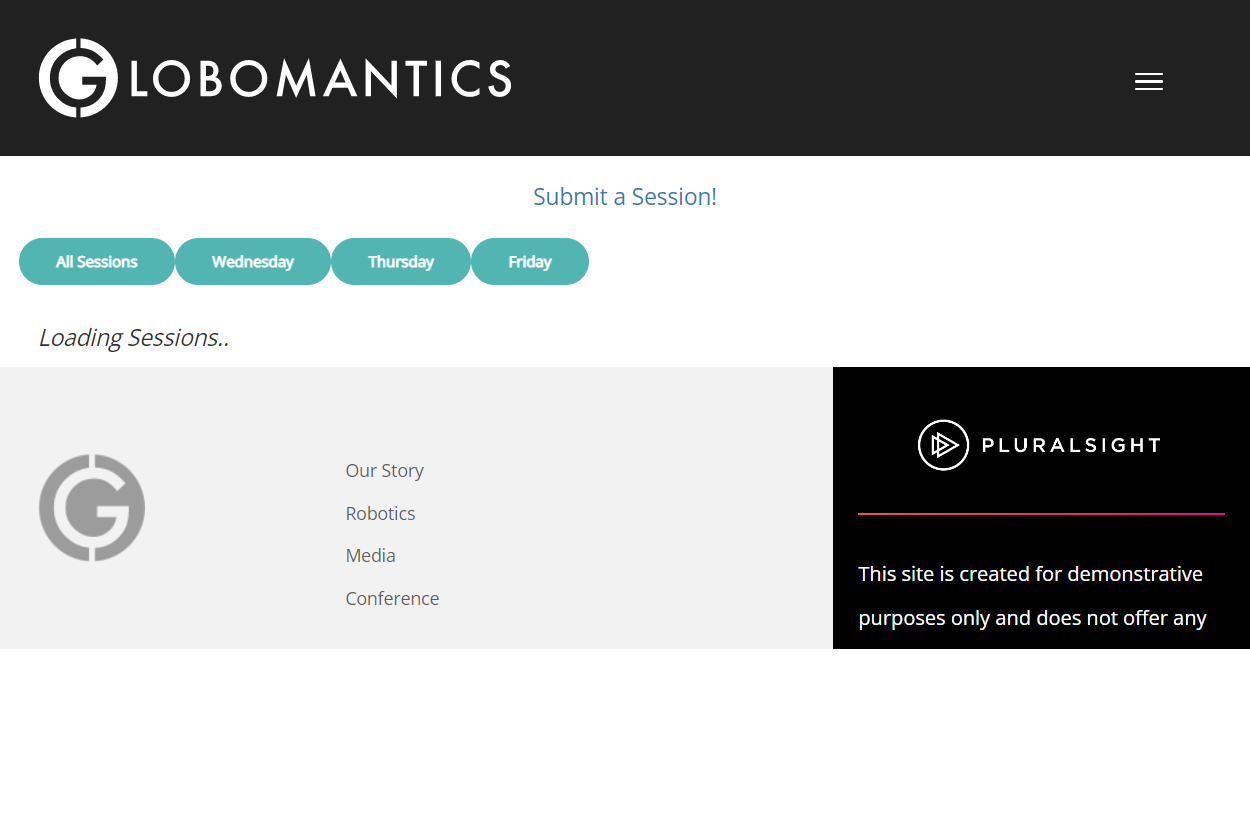 GLOBOMANTICS
Submit a Session!
All Sessions Wednesday Thursday Friday
Loading Sessions..
Our Story
Robotics
Media
Conference
PLURALSIGHT
This site is created for demonstrative
purposes only and does not offer any